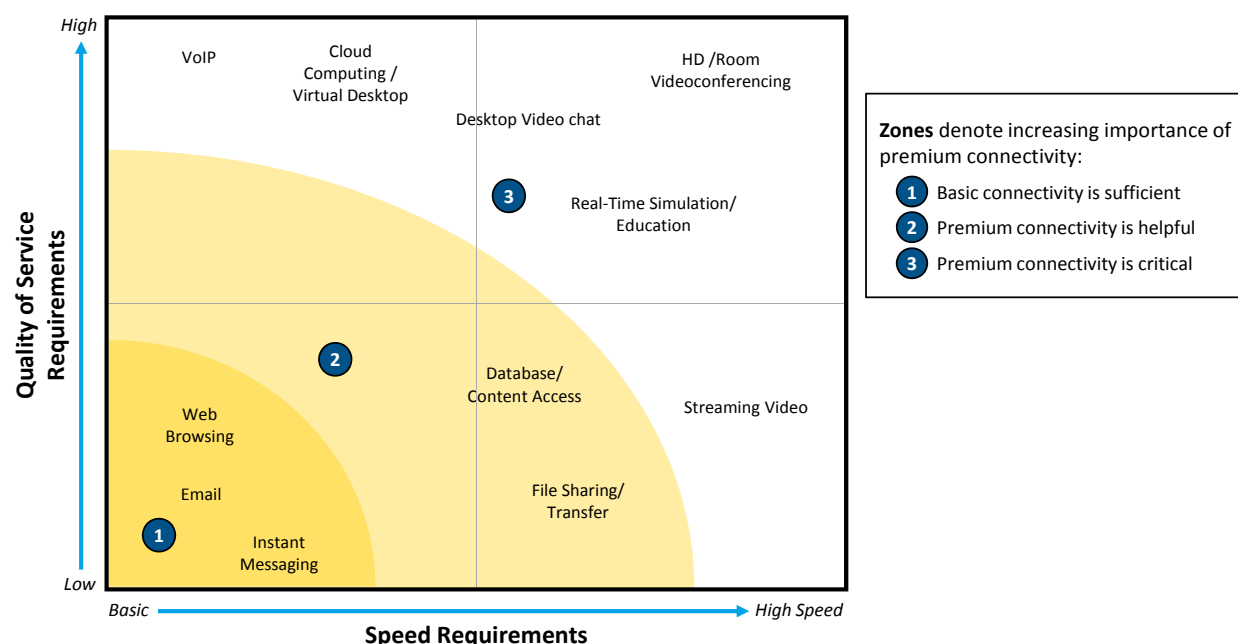 High
VoIP
Cloud
Computing /
Virtual Desktop
HD /Room
Videoconferencing
Desktop Video chat
3
Real-Time Simulation/
Education
Quality of Service
Requirements
2
Database/
Content Access
Streaming Video
Web
Browsing
Email
File Sharing/
Transfer
1
Instant
Messaging
Low
Basic
High Speed
Speed Requirements
Zones denote increasing importance of
premium connectivity:
1 Basic connectivity is sufficient
2 Premium connectivity is helpful
3 Premium connectivity is critical